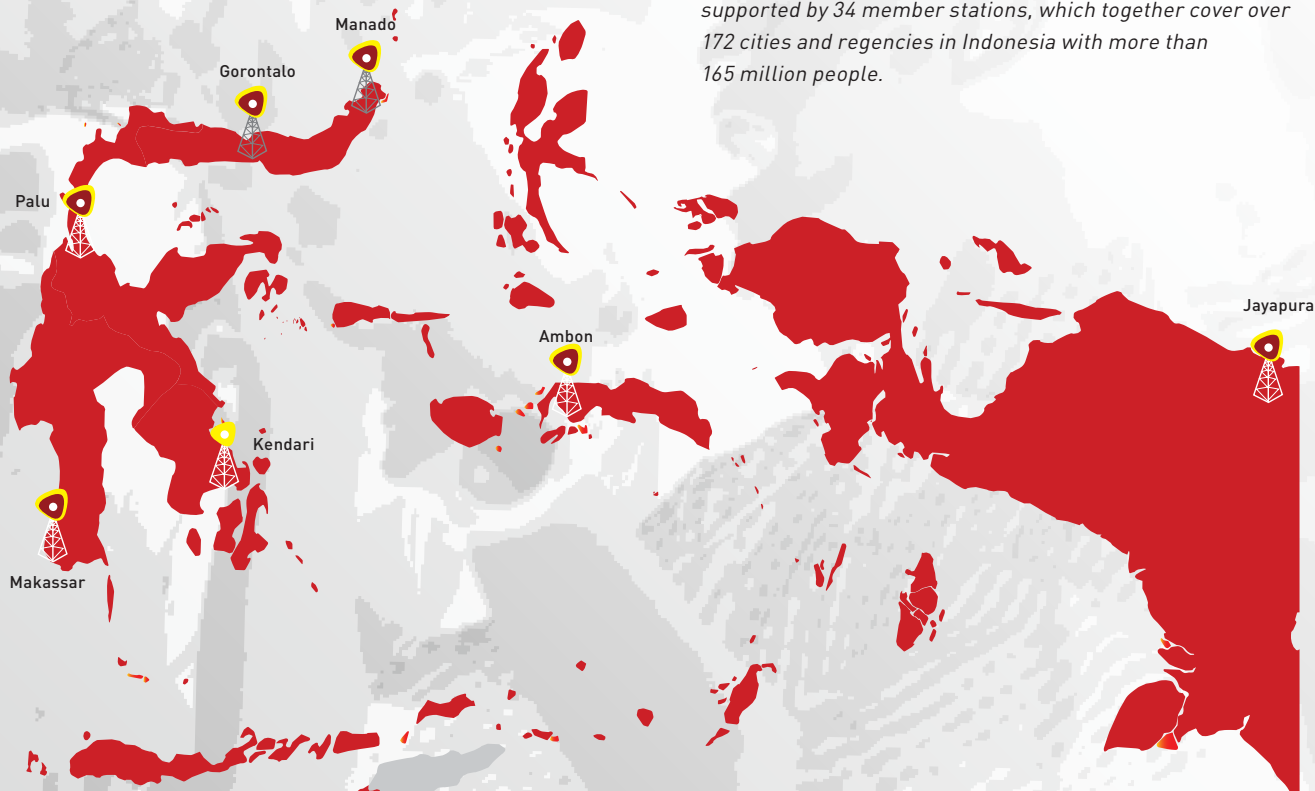 supported by 34 member stations, which together cover over
172 cities and regencies in Indonesia with more than
165 million people.
Manado
Gorontalo
Palu
Jayapura
Ambon
Kendari
Makassar